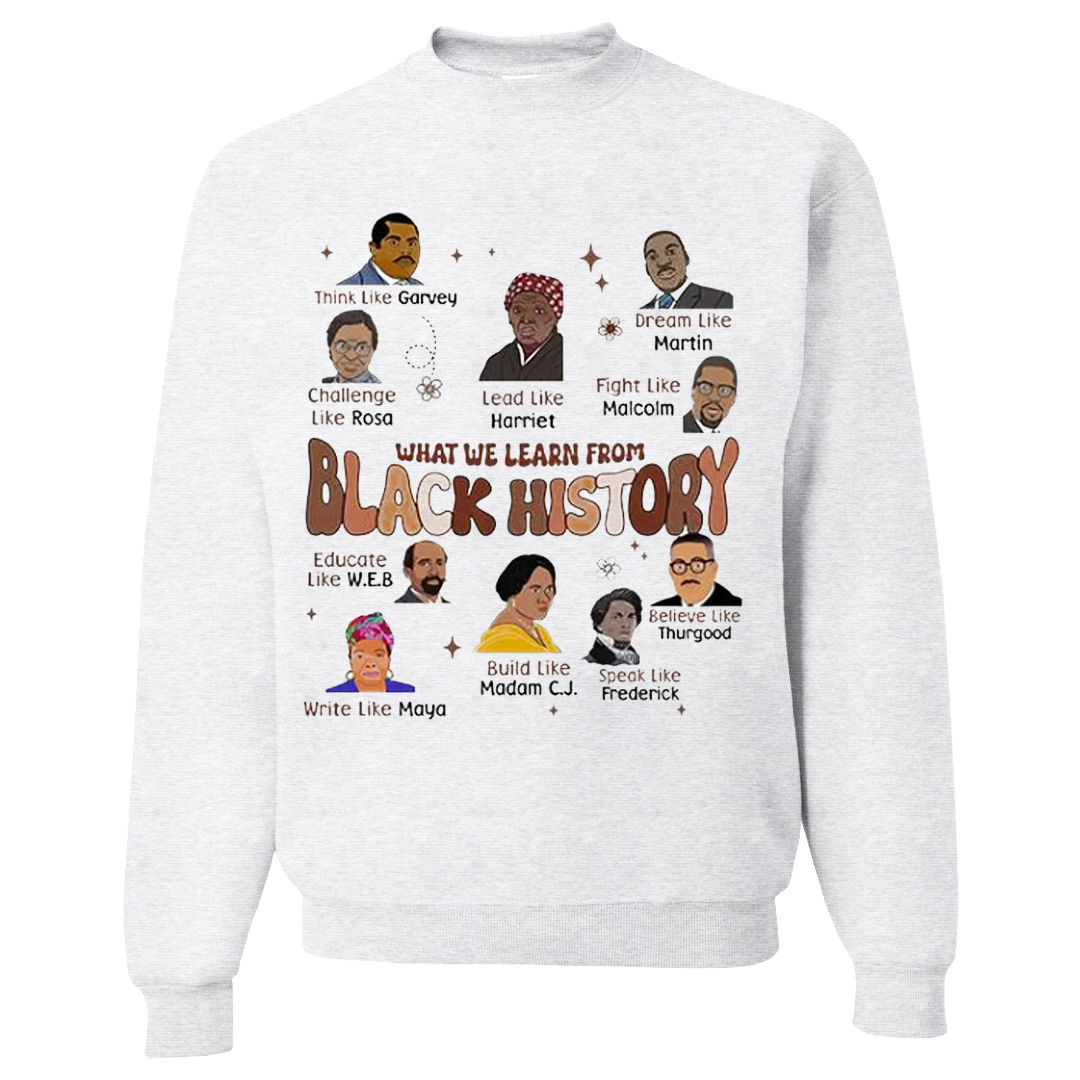 Think Like Garvey
Dream Like
Martin
Challenge
Like Rosa
Lead Like
Harriet
Fight Like
Malcolm
WHAT WE LEARN FROM
BLACK HISTORY
Educate
Like W.E.B
Believe Like
Thurgood
Build Like
Madam C.J.
Speak Like
Frederick
Write Like Maya